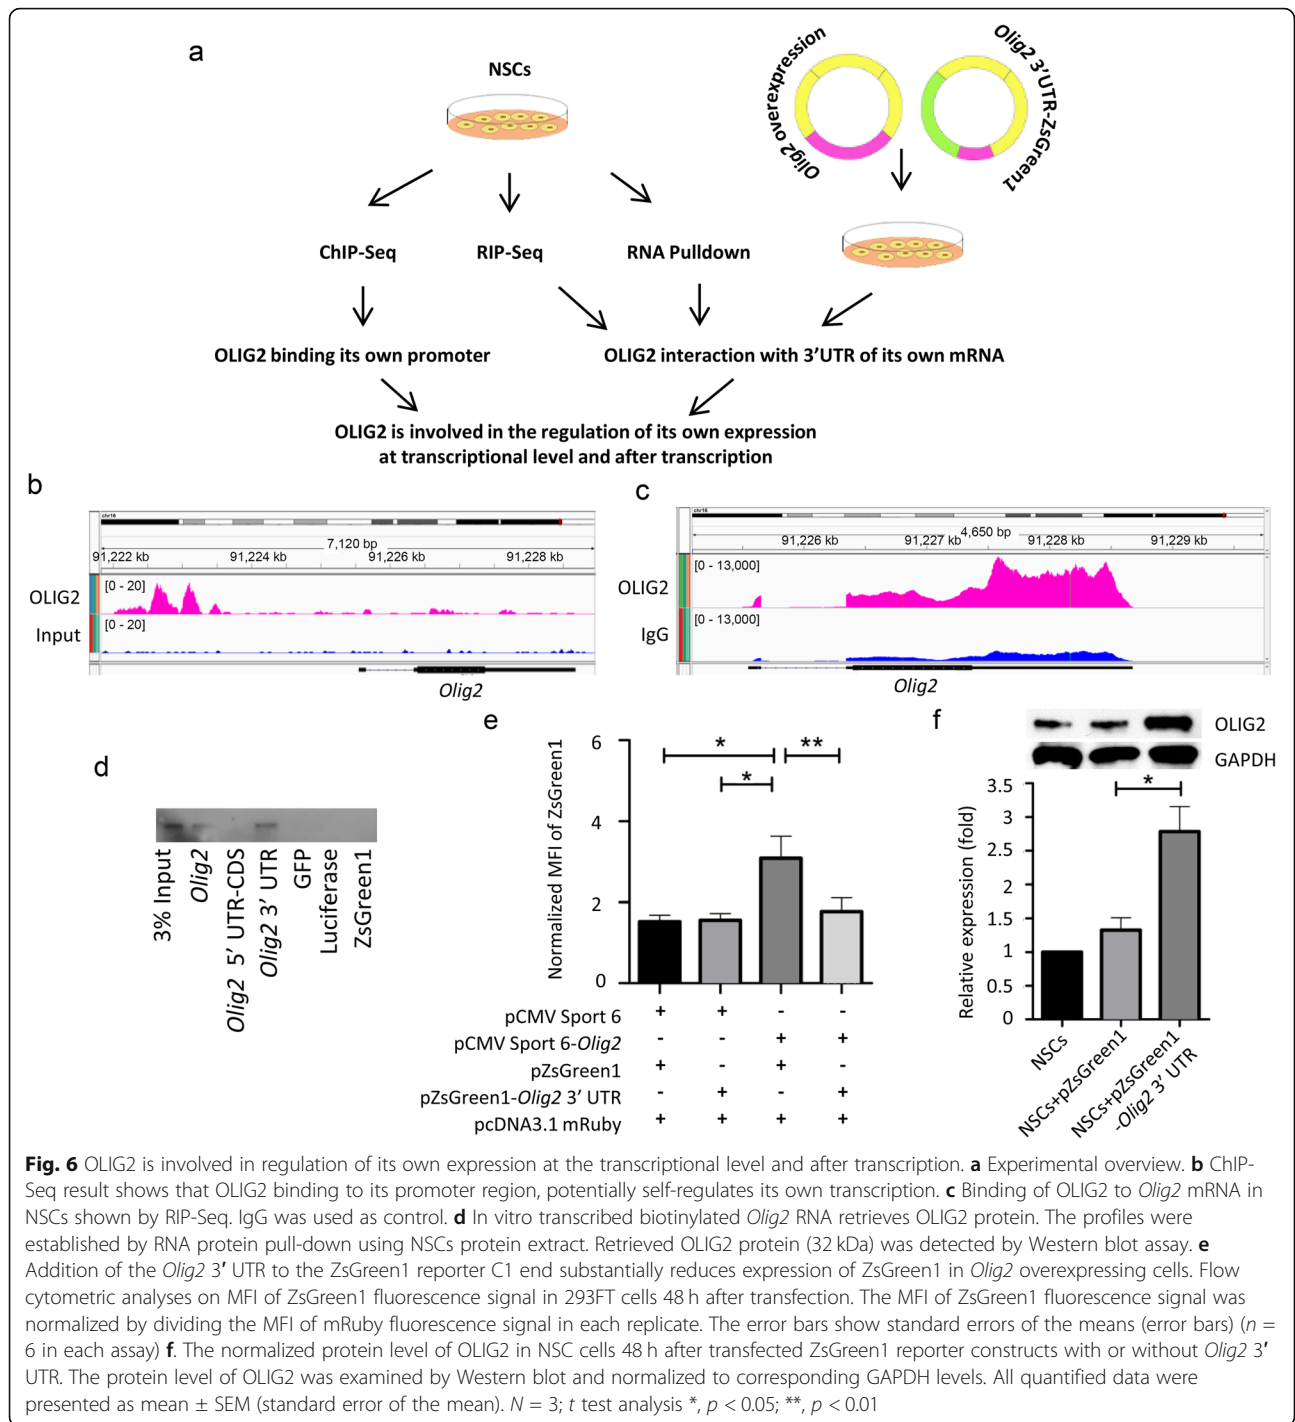 a
NSCs
Olig2 overexpression
Olig2 3'UTR-ZsGreen1
ChIP-Seq
RIP-Seq
RNA Pulldown
OLIG2 binding its own promoter
OLIG2 interaction with 3'UTR of its own mRNA
OLIG2 is involved in the regulation of its own expression
at transcriptional level and after transcription
b
chr16
7,120 bp
91,222 kb
91,224 kb
91,226 kb
91,228 kb
OLIG2
[0 - 20]
Input
[0 - 20]
Olig2
c
chr16
4,650 bp
91,226 kb
91,227 kb
91,228 kb
91,229 kb
OLIG2
[0 - 13,000]
IgG
[0 - 13,000]
Olig2
d
3% Input
Olig2
Olig2 5' UTR-CDS
Olig2 3' UTR
GFP
Luciferase
ZsGreen1
e
Normalized MFI of ZsGreen1
6
4
2
0
*
*
**
pCMV Sport 6 + + - -
pCMV Sport 6-Olig2 - - + +
pZsGreen1 + - + -
pZsGreen1-Olig2 3' UTR - + - +
pcDNA3.1 mRuby + + + +
f
OLIG2
GAPDH
Relative expression (fold)
3.5
3
2.5
2
1.5
1
0.5
0
*
NSCs
NSCs+pZsGreen1
NSCs+pZsGreen1
-Olig2 3' UTR
Fig. 6 OLIG2 is involved in regulation of its own expression at the transcriptional level and after transcription. a Experimental overview. b ChIP-
Seq result shows that OLIG2 binding to its promoter region, potentially self-regulates its own transcription. c Binding of OLIG2 to Olig2 mRNA in
NSCs shown by RIP-Seq. IgG was used as control. d In vitro transcribed biotinylated Olig2 RNA retrieves OLIG2 protein. The profiles were
established by RNA protein pull-down using NSCs protein extract. Retrieved OLIG2 protein (32 kDa) was detected by Western blot assay. e
Addition of the Olig2 3′ UTR to the ZsGreen1 reporter C1 end substantially reduces expression of ZsGreen1 in Olig2 overexpressing cells. Flow
cytometric analyses on MFI of ZsGreen1 fluorescence signal in 293FT cells 48 h after transfection. The MFI of ZsGreen1 fluorescence signal was
normalized by dividing the MFI of mRuby fluorescence signal in each replicate. The error bars show standard errors of the means (error bars) (n =
6 in each assay) f. The normalized protein level of OLIG2 in NSC cells 48 h after transfected ZsGreen1 reporter constructs with or without Olig2 3′
UTR. The protein level of OLIG2 was examined by Western blot and normalized to corresponding GAPDH levels. All quantified data were
presented as mean ± SEM (standard error of the mean). N = 3; t test analysis *, p < 0.05; **, p < 0.01